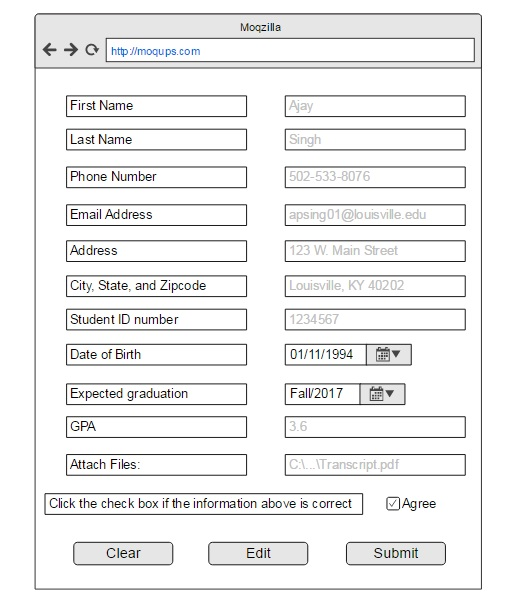 Moqzilla
http://moqups.com
First Name Ajay
Last Name Singh
Phone Number 502-533-8076
Email Address apsing01@louisville.edu
Address 123 W. Main Street
City, State, and Zipcode Louisville, KY 40202
Student ID number 1234567
Date of Birth 01/11/1994
Expected graduation Fall/2017
GPA 3.6
Attach Files: C:\...\Transcript.pdf
Click the check box if the information above is correct Agree
Clear Edit Submit